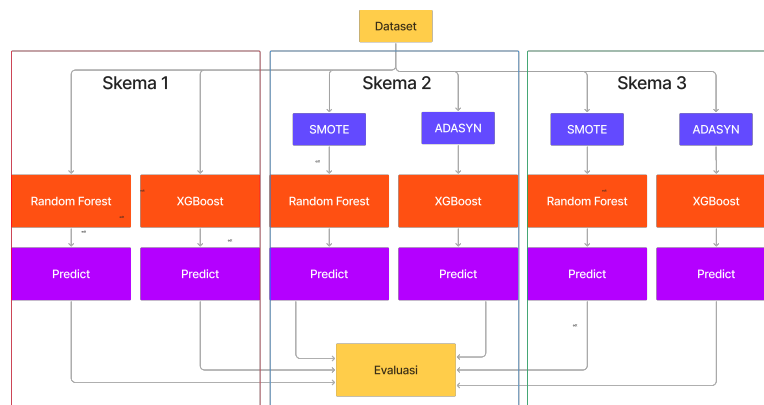 Dataset
Skema 1
Skema 2
Skema 3
SMOTE
ADASYN
SMOTE
ADASYN
Random Forest
XGBoost
Random Forest
XGBoost
Random Forest
XGBoost
Predict
Predict
Predict
Predict
Predict
Predict
Evaluasi